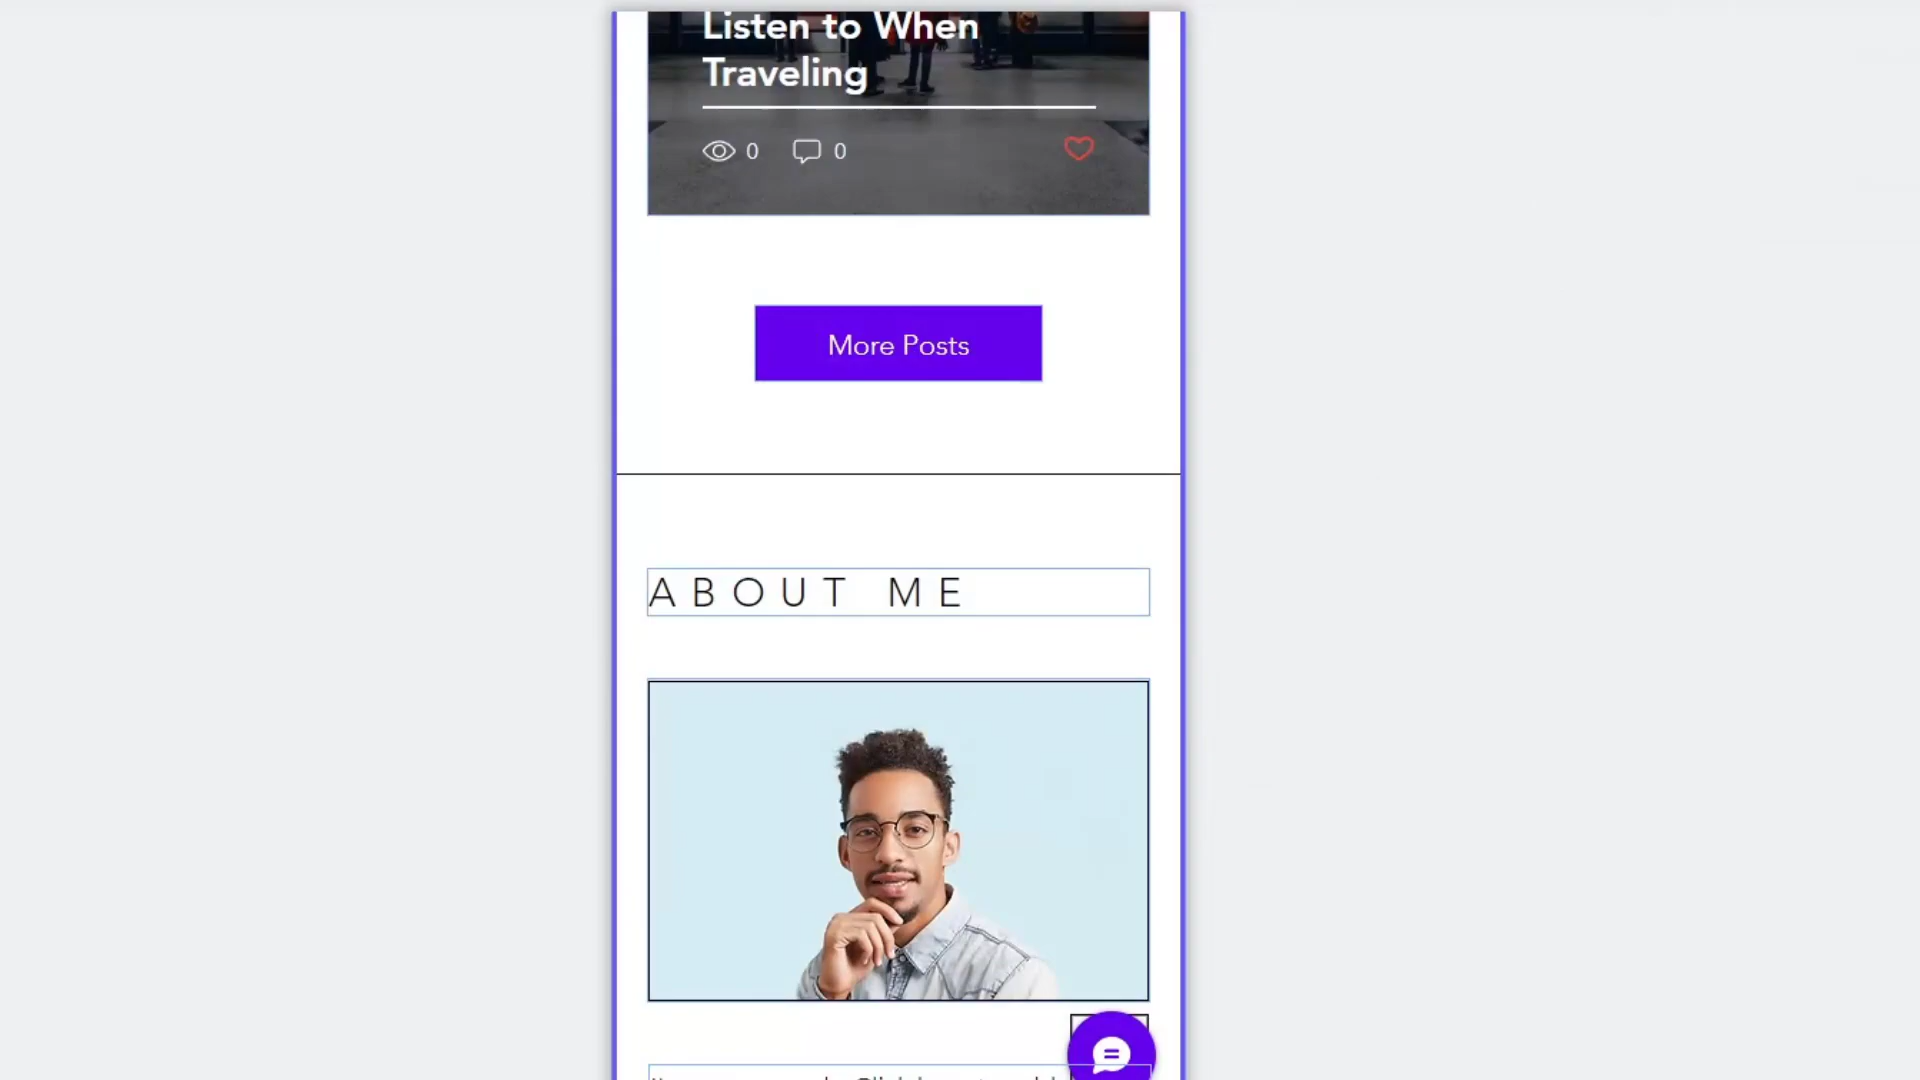 Listen to When
Traveling
0 0
More Posts
ABOUT ME